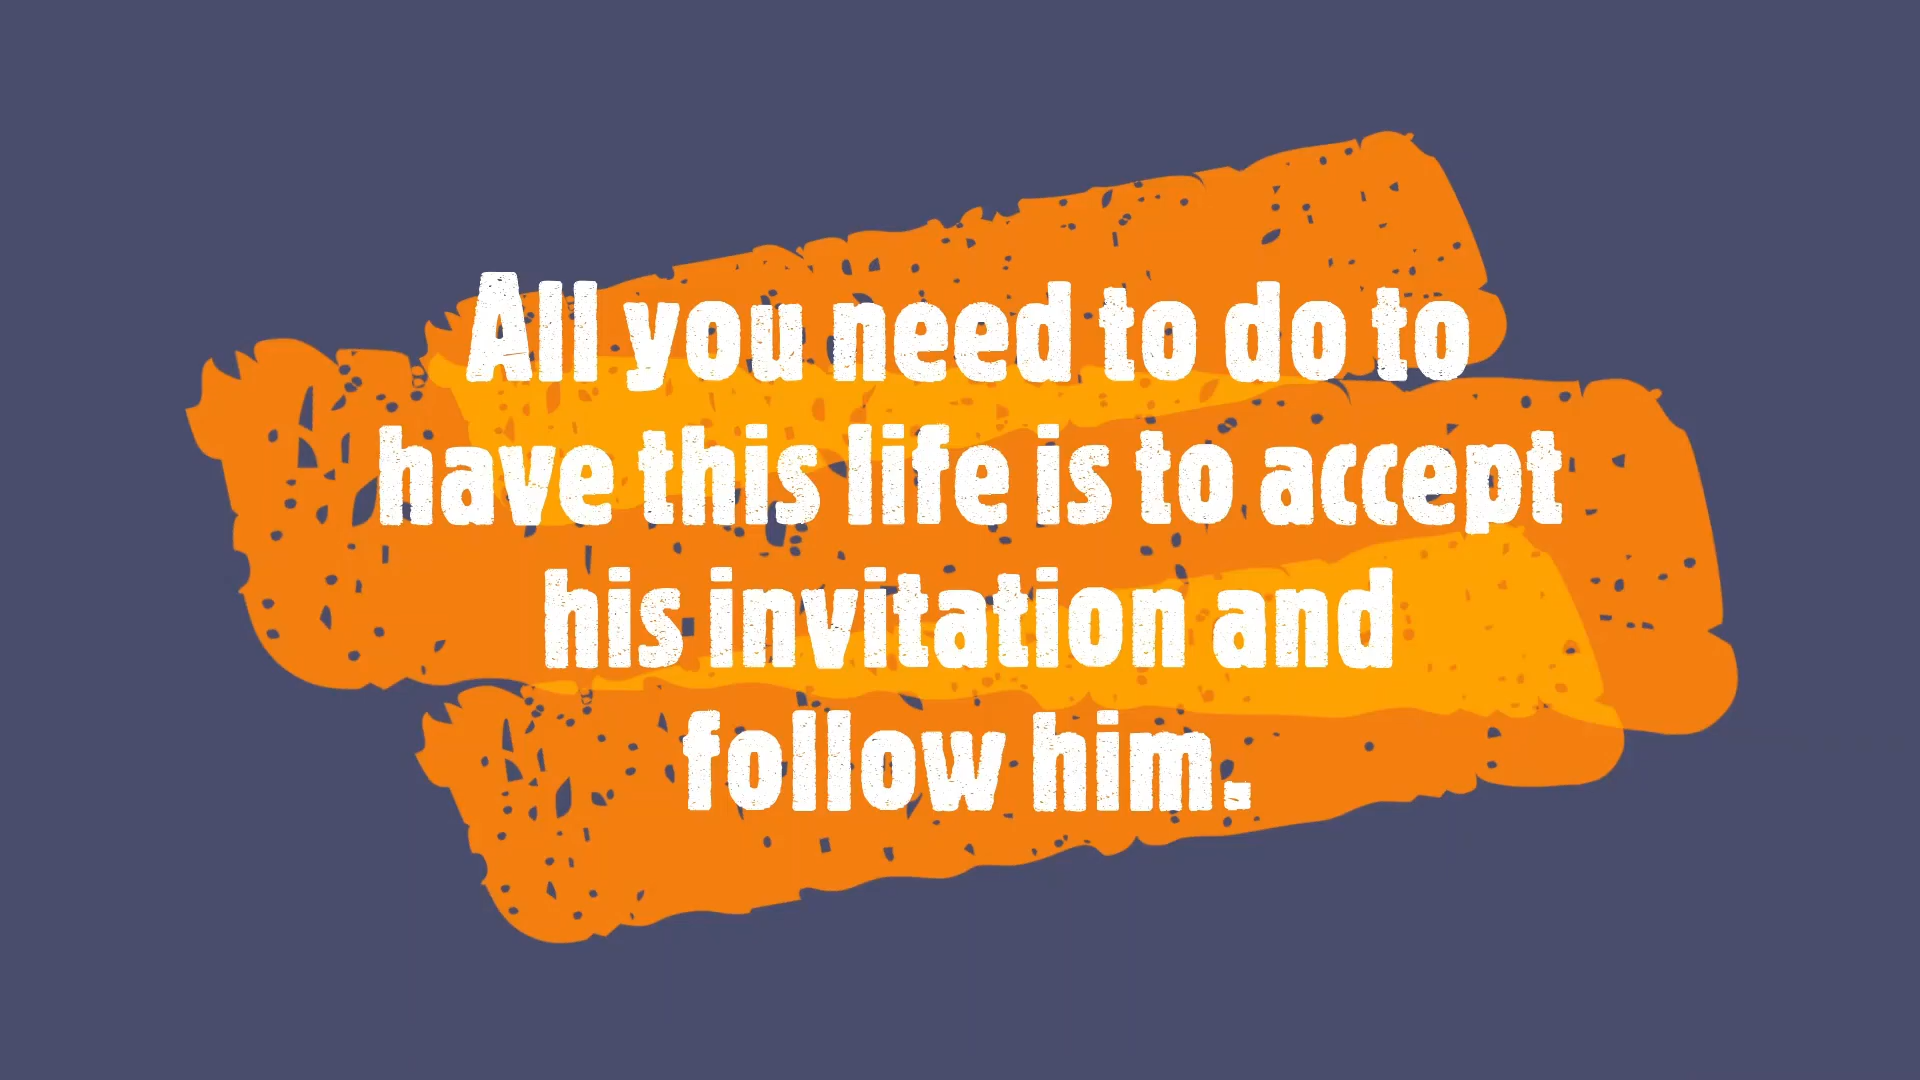 All you need to do to
have this life is to accept
his invitation and
follow him.